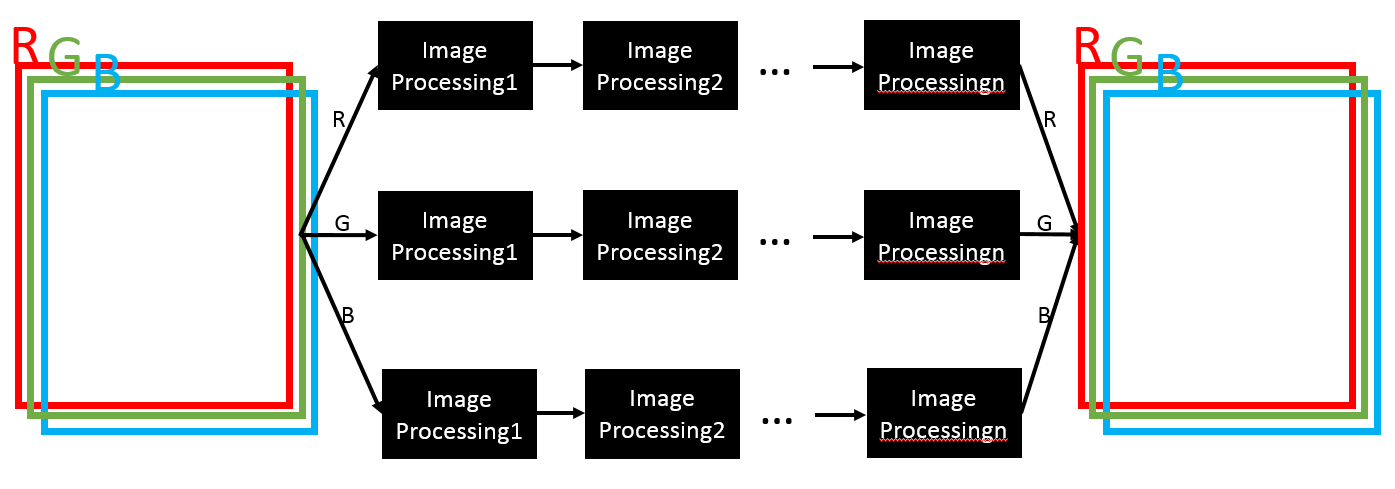 R
G
B
R
Image
Processing1
Image
Processing2
...
Image
Processingn
R
G
Image
Processing1
Image
Processing2
...
Image
Processingn
G
B
Image
Processing1
Image
Processing2
...
Image
Processingn
B
R
G
B